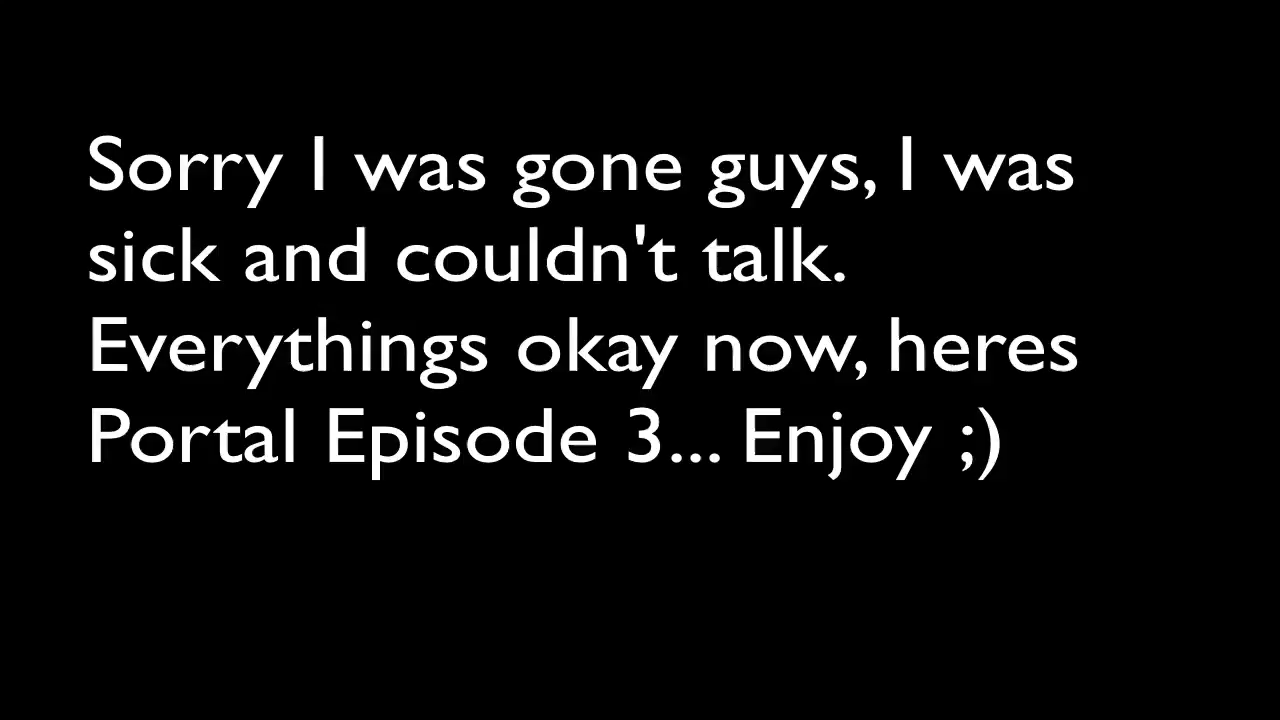 Sorry I was gone guys, I was
sick and couldn't talk.
Everythings okay now, heres
Portal Episode 3... Enjoy ;)